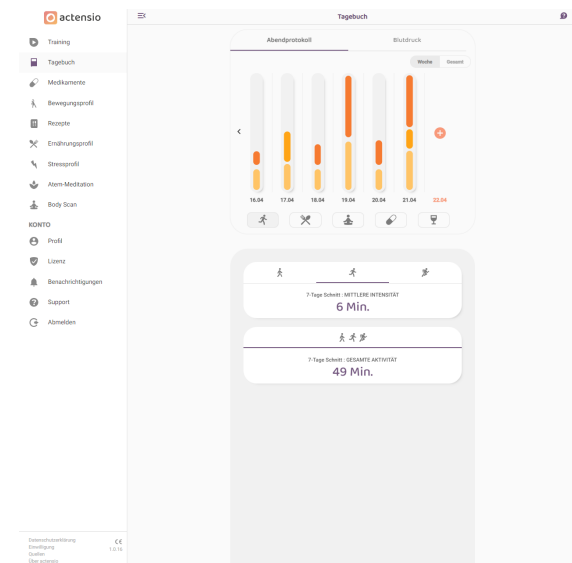 actensio
Training
Tagebuch
Medikamente
Bewegungsprofil
Rezepte
Ernährungsprofil
Stressprofil
Atem-Meditation
Body Scan
KONTO
Profil
Lizenz
Benachrichtigungen
Support
Abmelden
Datenschutzerklärung
Einwilligung
Quellen
Über actensio
CE
1.0.16
Tagebuch
Abendprotokoll
Blutdruck
Woche
Gesamt
16.04
17.04
18.04
19.04
20.04
21.04
22.04
7-Tage Schnitt : MITTLERE INTENSITÄT
6 Min.
7-Tage Schnitt : GESAMTE AKTIVITÄT
49 Min.